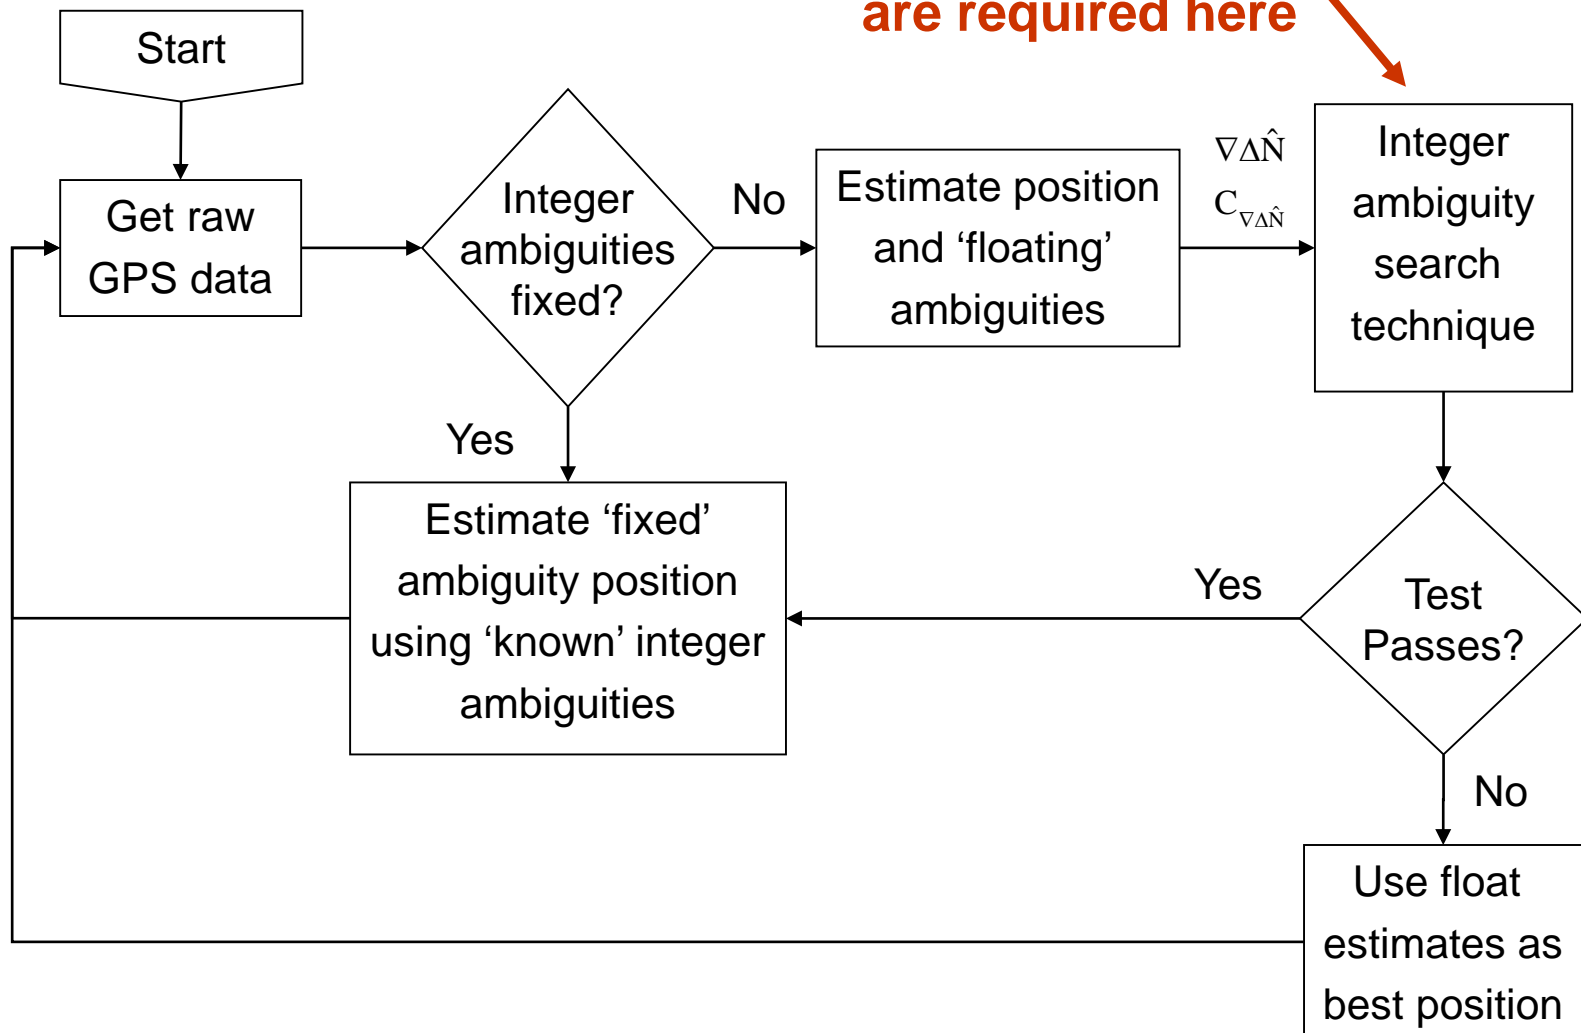 are required here
Start
Get raw
GPS data
Integer
ambiguities
fixed?
No
Estimate position
and ‘floating’
ambiguities
∇ΔN̂
C∇ΔN̂
Integer
ambiguity
search
technique
Yes
Estimate ‘fixed’
ambiguity position
using ‘known’ integer
ambiguities
Yes
Test
Passes?
No
Use float
estimates as
best position